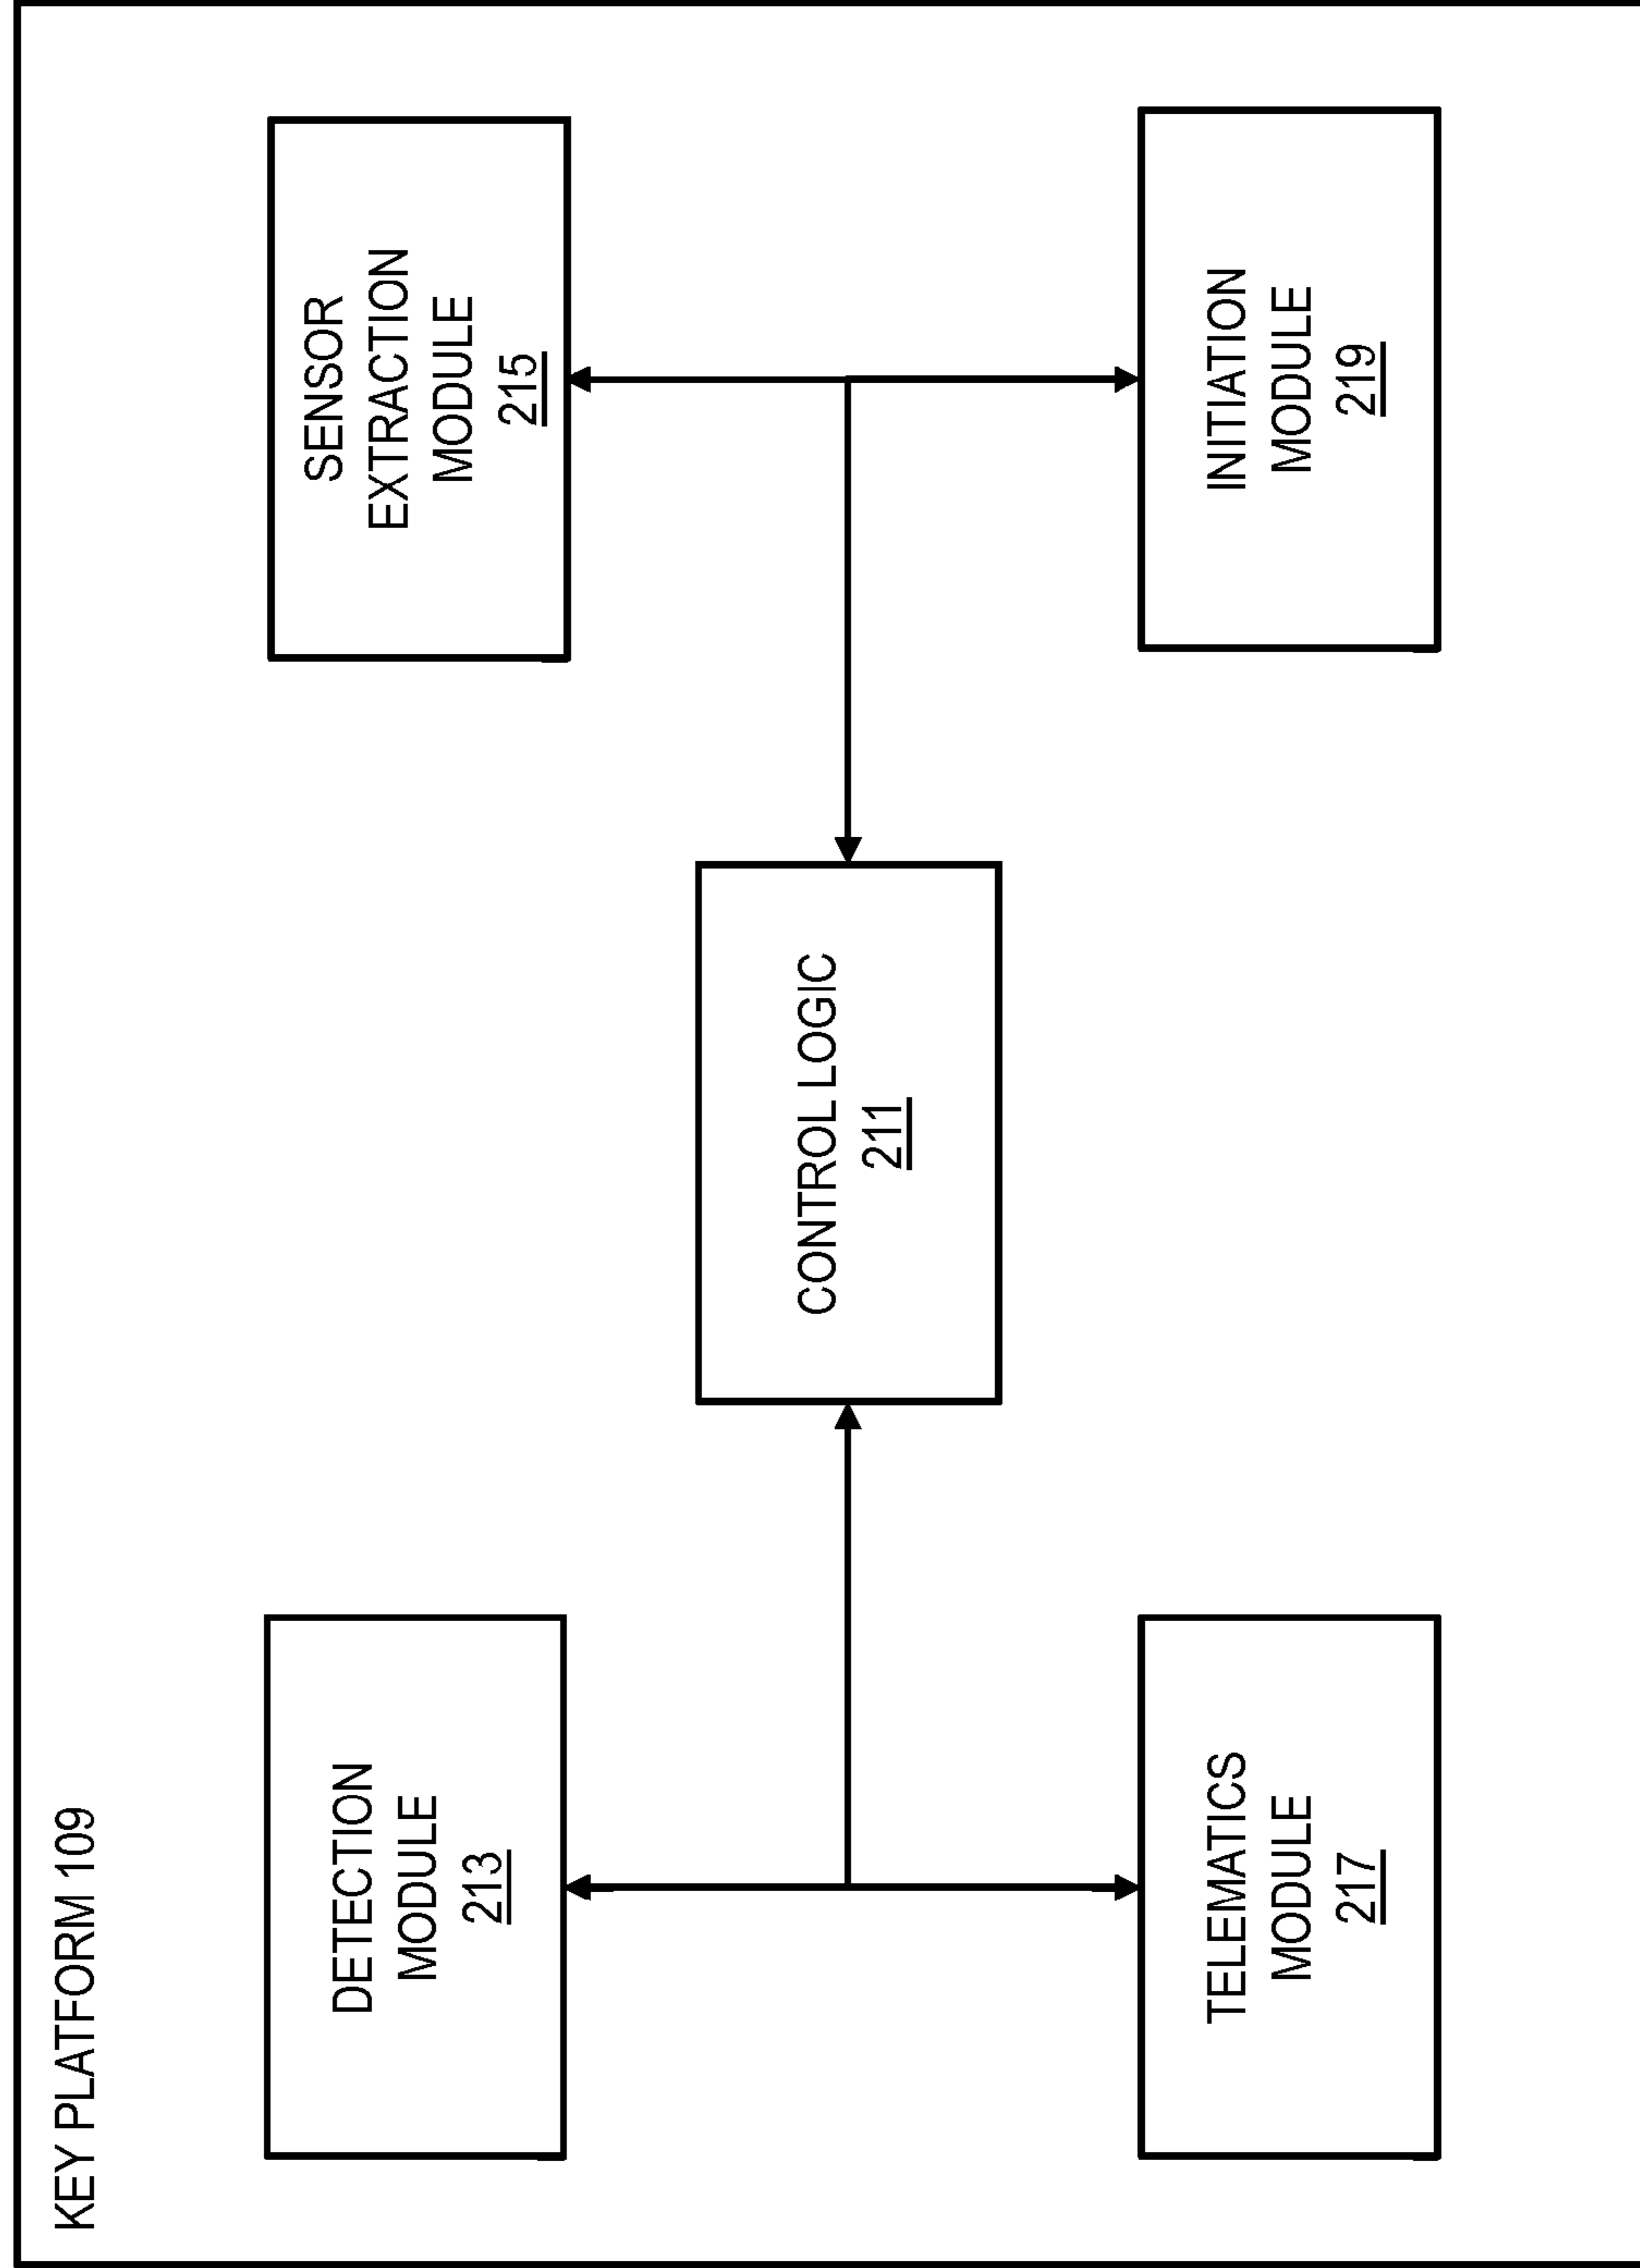 KEY PLATFORM 109
DETECTION
MODULE
213
SENSOR
EXTRACTION
MODULE
215
CONTROL LOGIC
211
TELEMATICS
MODULE
217
INITIATION
MODULE
219